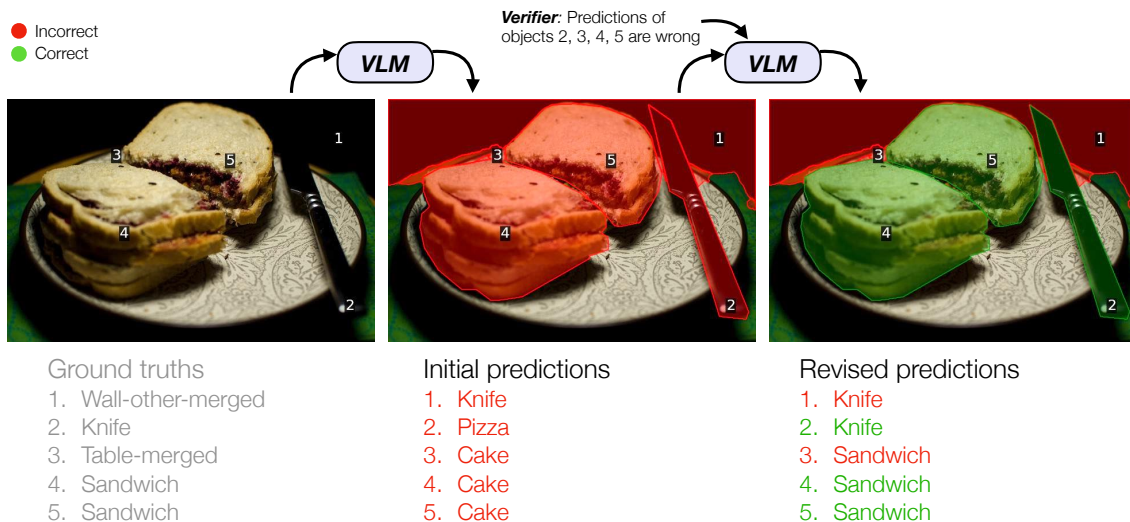 Incorrect
Correct
VLM
Verifier: Predictions of
objects 2, 3, 4, 5 are wrong
VLM
1
3
5
4
2
1
3
5
4
2
1
3
5
4
2
Ground truths
1. Wall-other-merged
2. Knife
3. Table-merged
4. Sandwich
5. Sandwich
Initial predictions
1. Knife
2. Pizza
3. Cake
4. Cake
5. Cake
Revised predictions
1. Knife
2. Knife
3. Sandwich
4. Sandwich
5. Sandwich